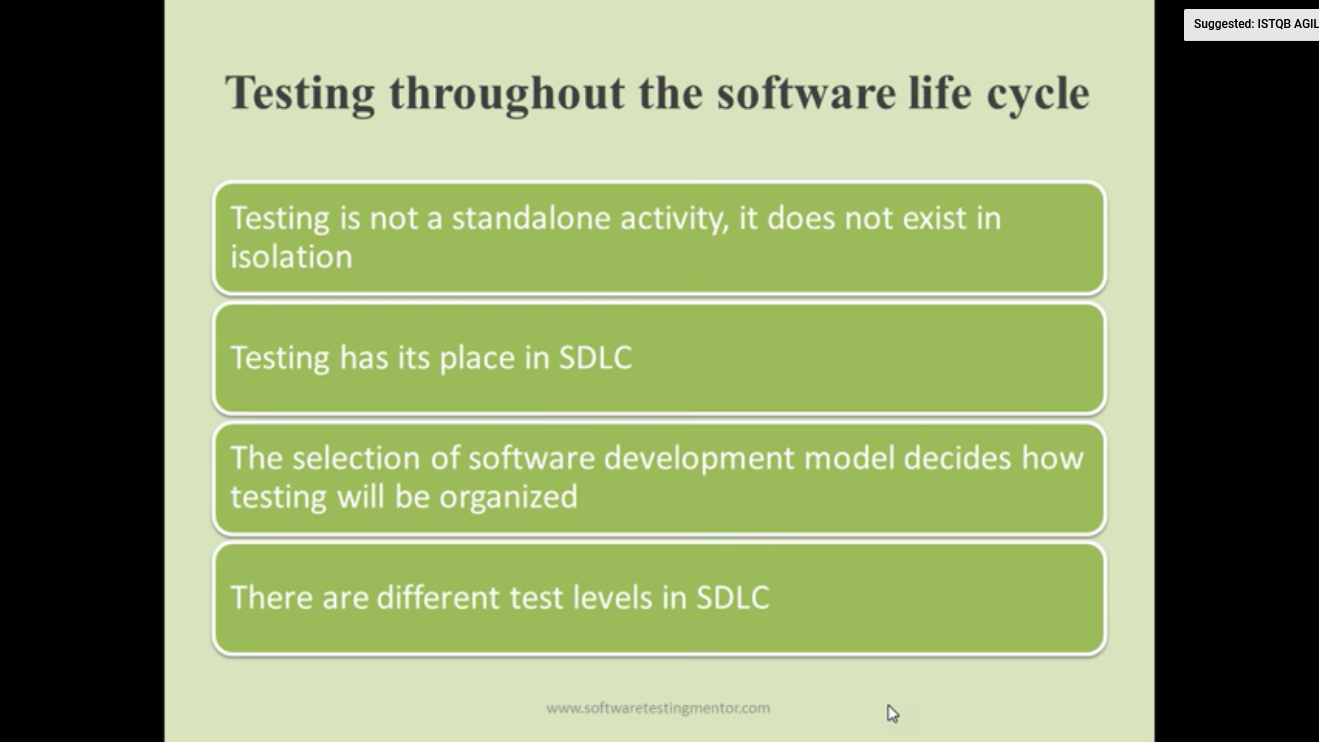 Suggested: ISTQB AGIL
Testing throughout the software life cycle
Testing is not a standalone activity, it does not exist in
isolation
Testing has its place in SDLC
The selection of software development model decides how
testing will be organized
There are different test levels in SDLC
www.softwaretestingmentor.com